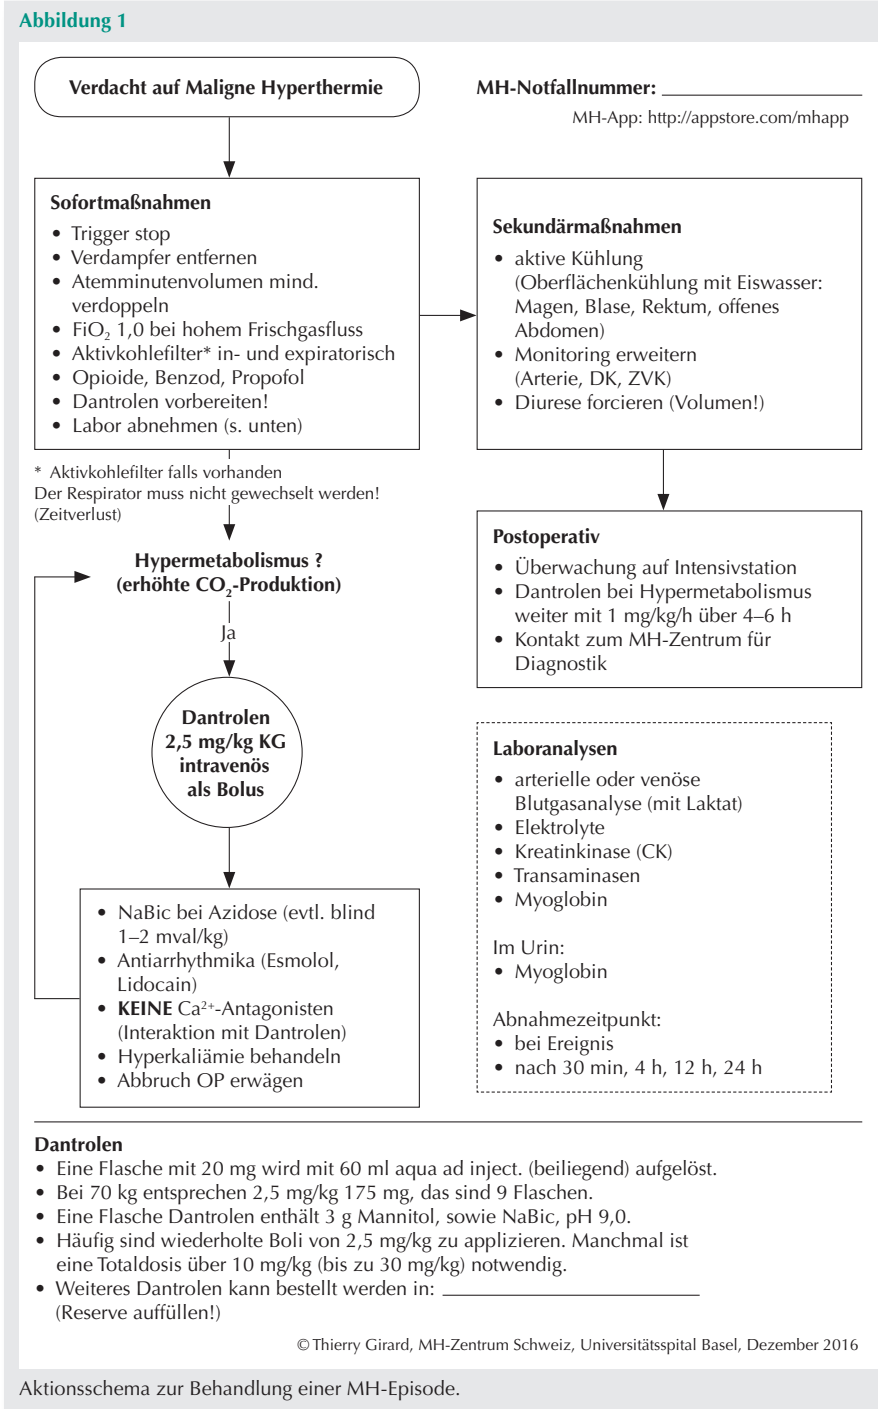 Abbildung 1
Verdacht auf Maligne Hyperthermie
MH-Notfallnummer: ____________________
MH-App: http://appstore.com/mhapp
Sofortmaßnahmen
• Trigger stop
• Verdampfer entfernen
• Atemminutenvolumen mind.
verdoppeln
• FiO₂ 1,0 bei hohem Frischgasfluss
• Aktivkohlefilter* in- und expiratorisch
• Opioide, Benzod, Propofol
• Dantrolen vorbereiten!
• Labor abnehmen (s. unten)
* Aktivkohlefilter falls vorhanden
Der Respirator muss nicht gewechselt werden!
(Zeitverlust)
Sekundärmaßnahmen
• aktive Kühlung
(Oberflächenkühlung mit Eiswasser:
Magen, Blase, Rektum, offenes
Abdomen)
• Monitoring erweitern
(Arterie, DK, ZVK)
• Diurese forcieren (Volumen!)
Postoperativ
• Überwachung auf Intensivstation
• Dantrolen bei Hypermetabolismus
weiter mit 1 mg/kg/h über 4–6 h
• Kontakt zum MH-Zentrum für
Diagnostik
Hypermetabolismus ?
(erhöhte CO₂-Produktion)
Ja
Dantrolen
2,5 mg/kg KG
intravenös
als Bolus
• NaBic bei Azidose (evtl. blind
1–2 mval/kg)
• Antiarrhythmika (Esmolol,
Lidocain)
• KEINE Ca²⁺-Antagonisten
(Interaktion mit Dantrolen)
• Hyperkaliämie behandeln
• Abbruch OP erwägen
Laboranalysen
• arterielle oder venöse
Blutgasanalyse (mit Laktat)
• Elektrolyte
• Kreatinkinase (CK)
• Transaminasen
• Myoglobin
Im Urin:
• Myoglobin
Abnahmezeitpunkt:
• bei Ereignis
• nach 30 min, 4 h, 12 h, 24 h
Dantrolen
• Eine Flasche mit 20 mg wird mit 60 ml aqua ad inject. (beiliegend) aufgelöst.
• Bei 70 kg entsprechen 2,5 mg/kg 175 mg, das sind 9 Flaschen.
• Eine Flasche Dantrolen enthält 3 g Mannitol, sowie NaBic, pH 9,0.
• Häufig sind wiederholte Boli von 2,5 mg/kg zu applizieren. Manchmal ist
eine Totaldosis über 10 mg/kg (bis zu 30 mg/kg) notwendig.
• Weiteres Dantrolen kann bestellt werden in: ____________________
(Reserve auffüllen!)
© Thierry Girard, MH-Zentrum Schweiz, Universitätsspital Basel, Dezember 2016
Aktionsschema zur Behandlung einer MH-Episode.